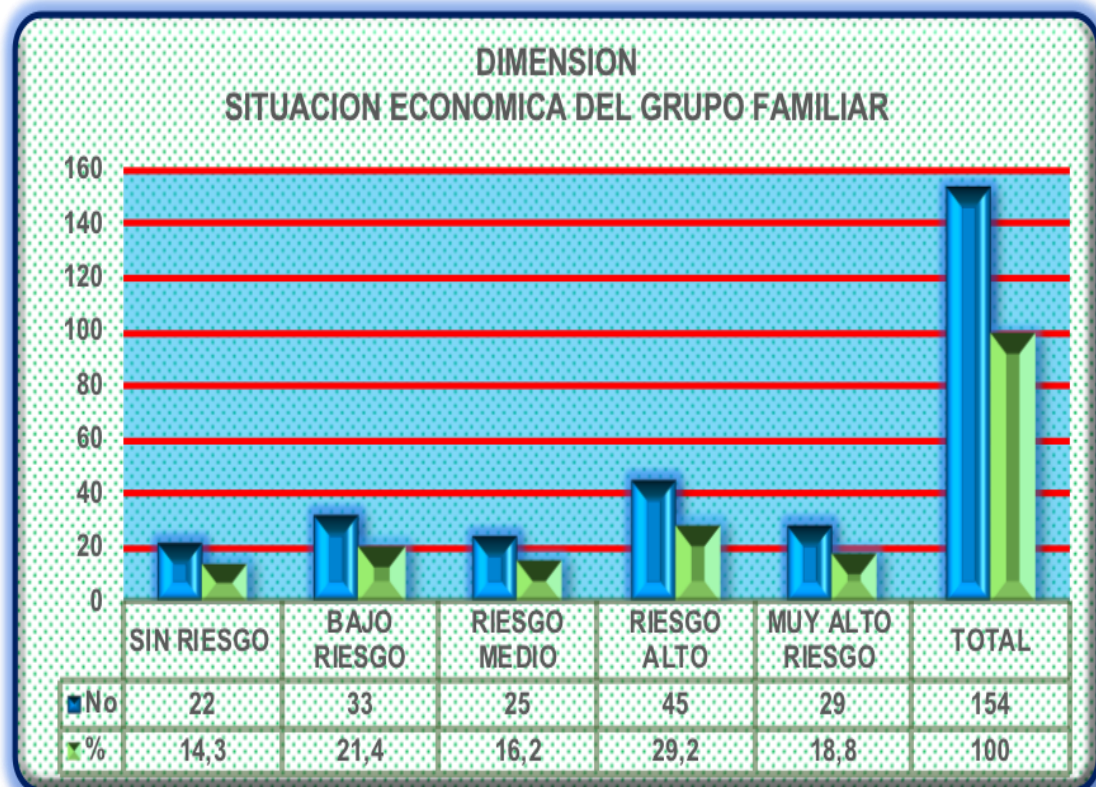 DIMENSION
SITUACION ECONOMICA DEL GRUPO FAMILIAR
160
140
120
100
80
60
40
20
0
SIN RIESGO BAJO RIESGO RIESGO MEDIO RIESGO ALTO MUY ALTO RIESGO TOTAL
No 22 33 25 45 29 154
% 14,3 21,4 16,2 29,2 18,8 100